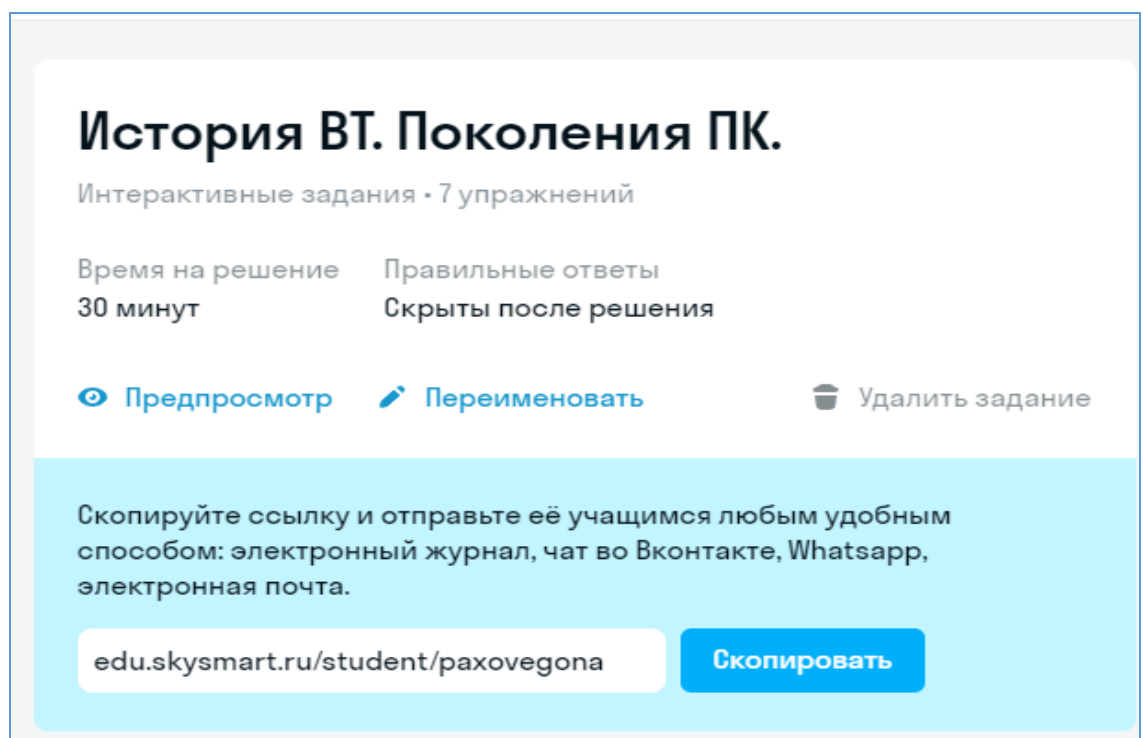 История ВТ. Поколения ПК.
Интерактивные задания • 7 упражнений
Время на решение Правильные ответы
30 минут Скрыты после решения
Предпросмотр Переименовать Удалить задание
Скопируйте ссылку и отправьте её учащимся любым удобным
способом: электронный журнал, чат во Вконтакте, Whatsapp,
электронная почта.
edu.skysmart.ru/student/paxovegona Скопировать